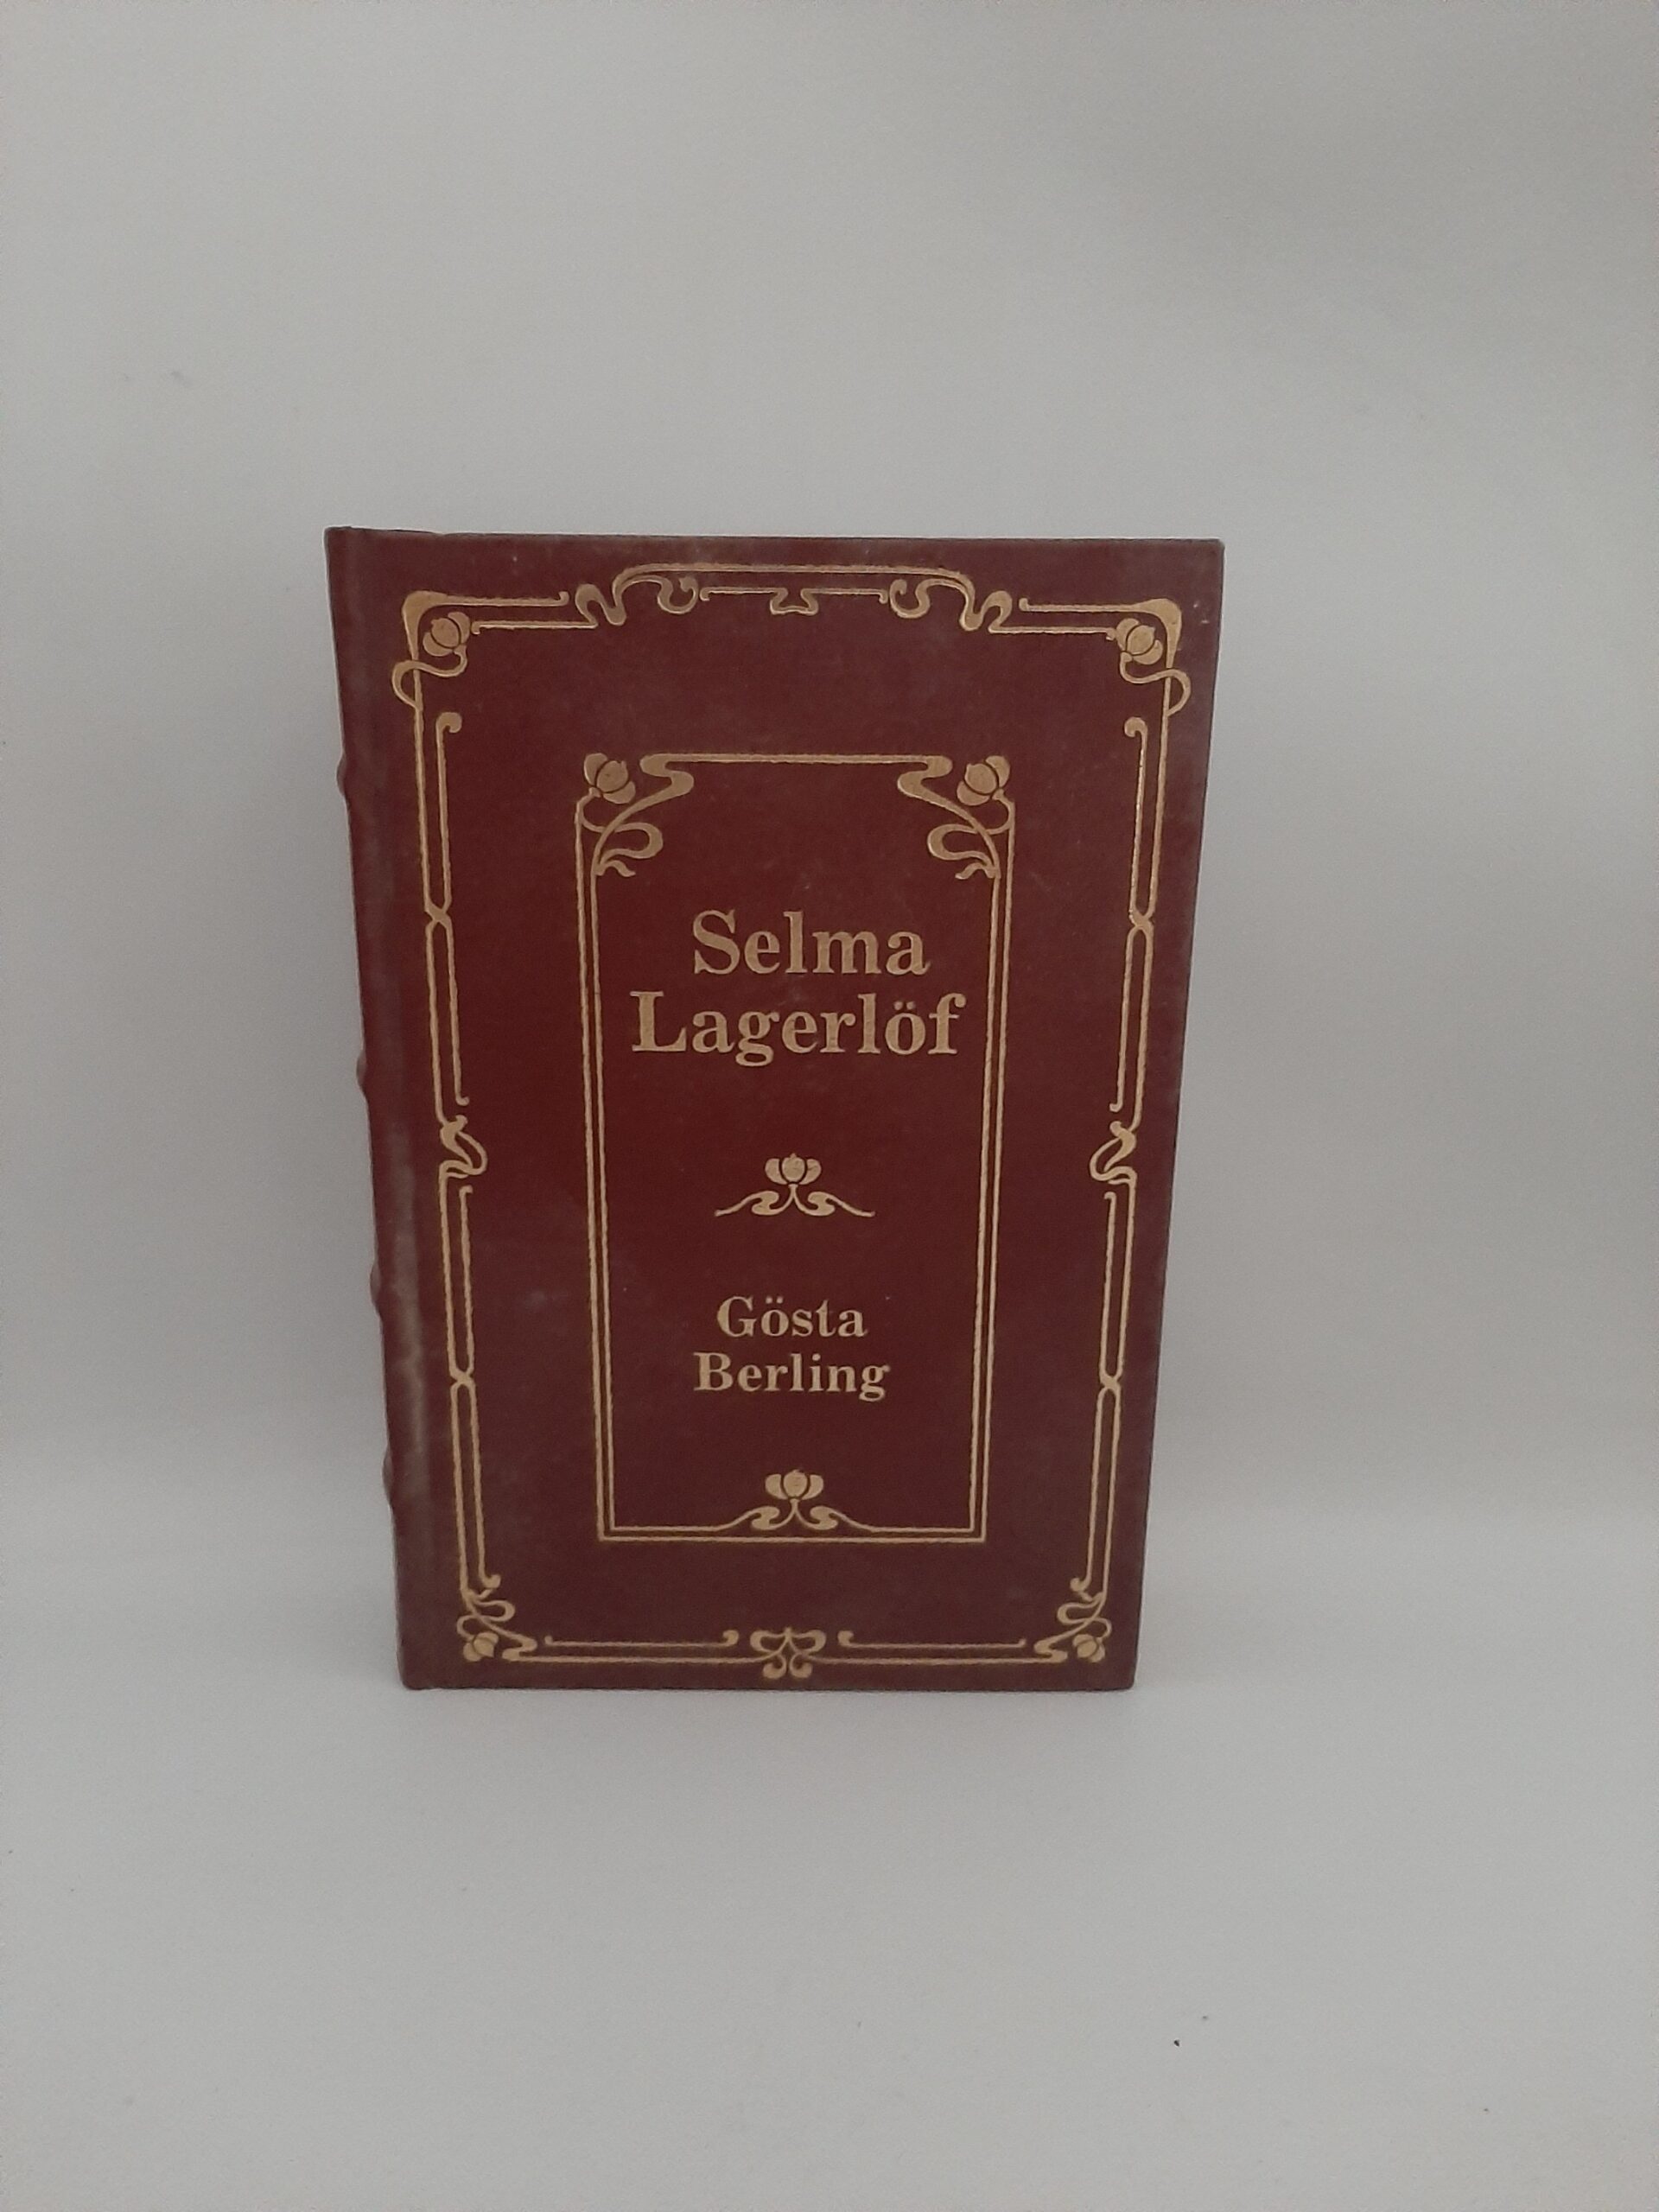 Selma
Lagerlöf
Gösta
Berling